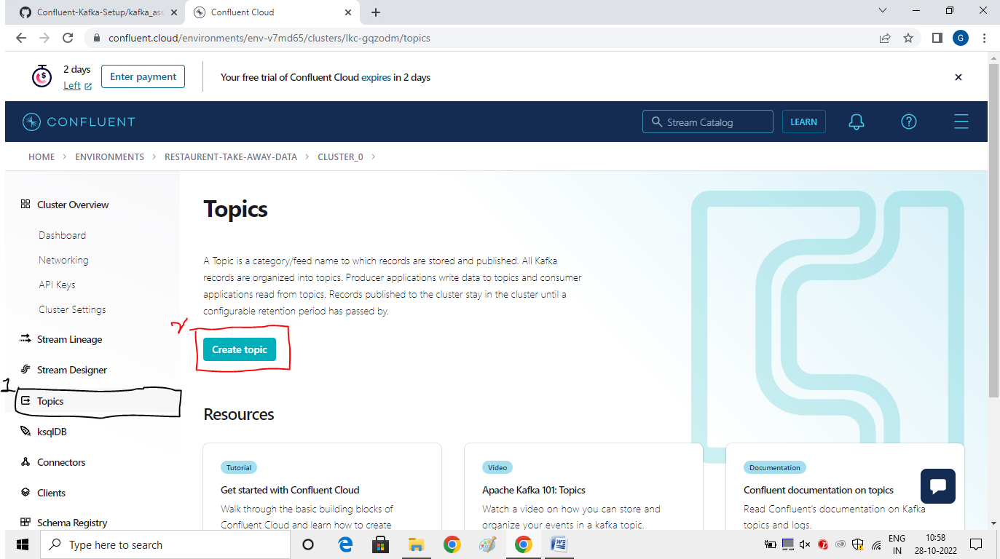 Confluent-Kafka-Setup/kafka_ass
Confluent Cloud
confluent.cloud/environments/env-v7md65/clusters/lkc-gqzodm/topics
G
2 days
Left
Enter payment
Your free trial of Confluent Cloud expires in 2 days
CONFLUENT
Stream Catalog
LEARN
HOME > ENVIRONMENTS > RESTAURENT-TAKE-AWAY-DATA > CLUSTER_0 >
Cluster Overview
Dashboard
Networking
API Keys
Cluster Settings
Stream Lineage
Stream Designer
1
Topics
ksqlDB
Connectors
Clients
Schema Registry
Topics
A Topic is a category/feed name to which records are stored and published. All Kafka
records are organized into topics. Producer applications write data to topics and consumer
applications read from topics. Records published to the cluster stay in the cluster until a
configurable retention period has passed by.
Create topic
Resources
Tutorial
Get started with Confluent Cloud
Walk through the basic building blocks of
Confluent Cloud and learn how to create
Video
Apache Kafka 101: Topics
Watch a video on how you can store and
organize your events in a kafka topic.
Documentation
Confluent documentation on topics
Read Confluent's documentation on Kafka
topics and logs.
Type here to search
ENG
IN
10:58
28-10-2022